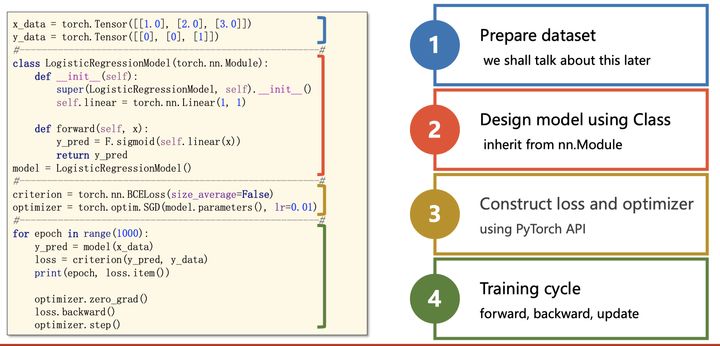 x_data = torch.Tensor([[1.0], [2.0], [3.0]])
y_data = torch.Tensor([[0], [0], [1]])
#-------------------------------------------------------#
class LogisticRegressionModel(torch.nn.Module):
    def __init__(self):
        super(LogisticRegressionModel, self).__init__()
        self.linear = torch.nn.Linear(1, 1)

    def forward(self, x):
        y_pred = F.sigmoid(self.linear(x))
        return y_pred
model = LogisticRegressionModel()
#-------------------------------------------------------#
criterion = torch.nn.BCELoss(size_average=False)
optimizer = torch.optim.SGD(model.parameters(), lr=0.01)
#-------------------------------------------------------#
for epoch in range(1000):
    y_pred = model(x_data)
    loss = criterion(y_pred, y_data)
    print(epoch, loss.item())

    optimizer.zero_grad()
    loss.backward()
    optimizer.step()
1
Prepare dataset
we shall talk about this later
2
Design model using Class
inherit from nn.Module
3
Construct loss and optimizer
using PyTorch API
4
Training cycle
forward, backward, update